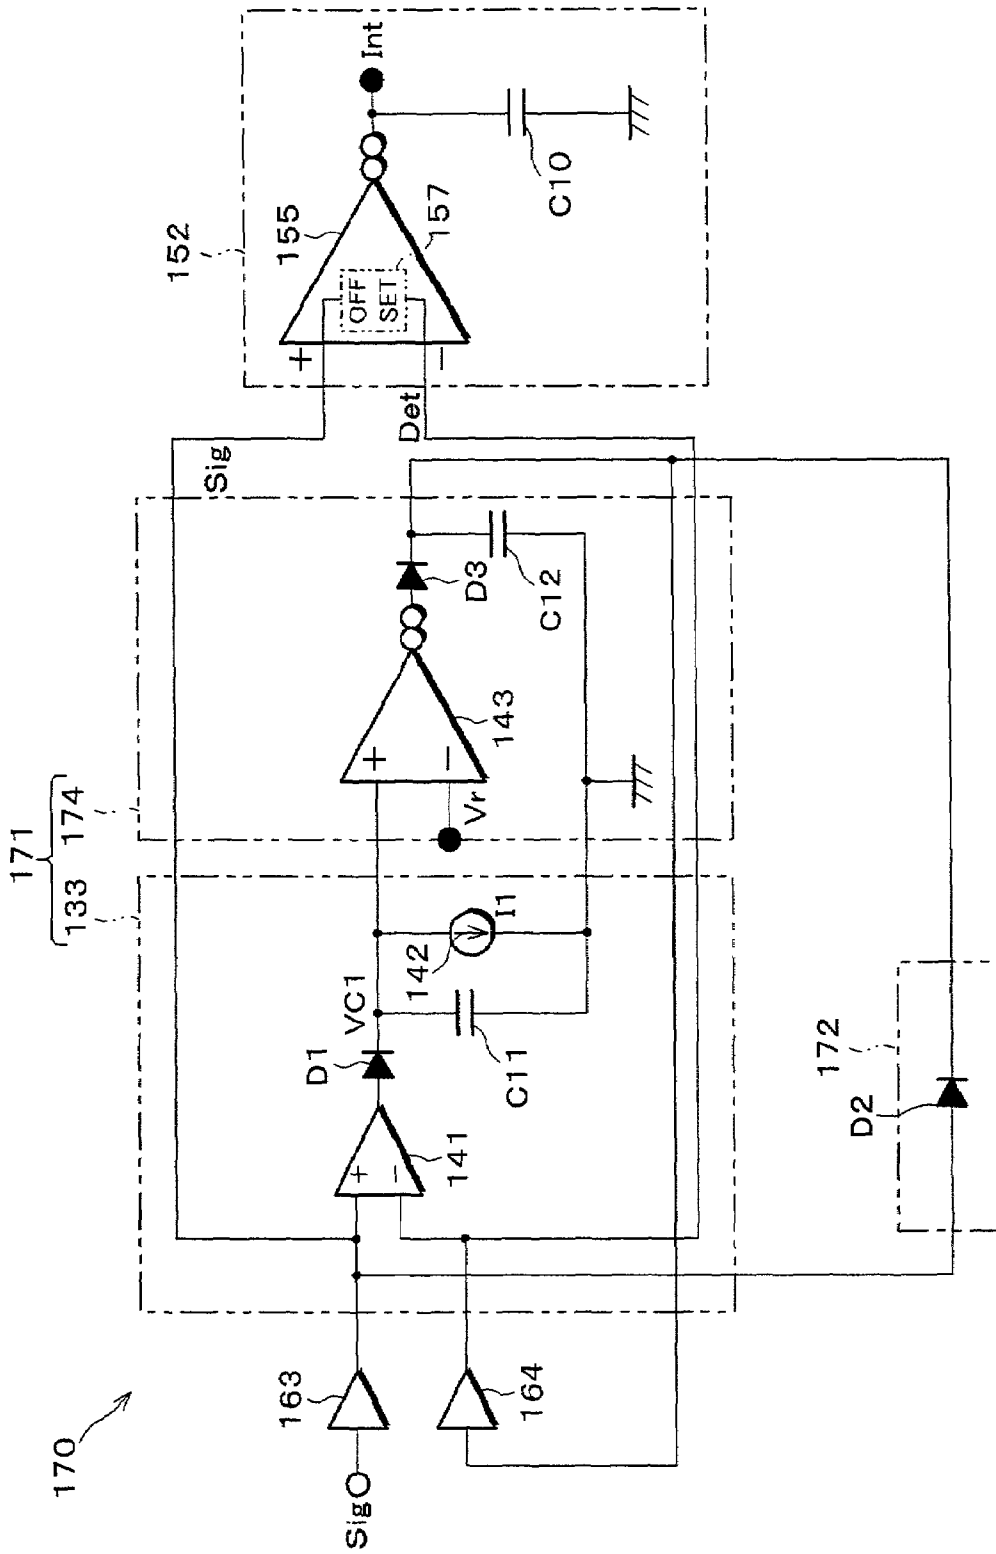 170
171
133 174
152
Sig
163
164
141
D1
VC1
C11
142
I1
+
−
+
−
Vr
143
D3
C12
Sig
Det
+
−
OFF
SET
155
157
Int
C10
172
D2